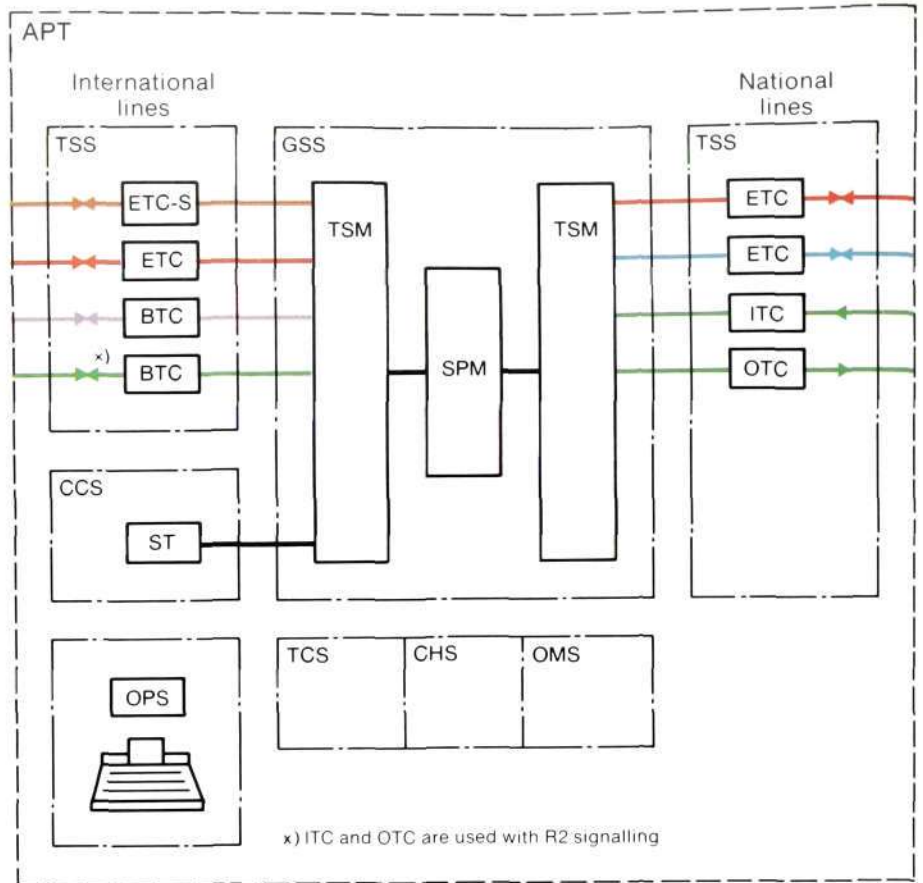 APT
International
lines
National
lines
TSS
GSS
TSS
ETC-S
TSM
TSM
ETC
ETC
ETC
BTC
ITC
x)
BTC
SPM
OTC
CCS
ST
TCS
CHS
OMS
OPS
x) ITC and OTC are used with R2 signalling